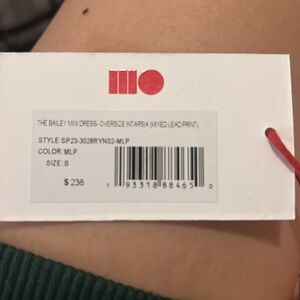 THE BAILEY MINI DRESS- OVERSIZE INTARSIA (MIXED LEAD PRINT)
STYLE: SP23-3028RYN02-MLP
COLOR: MLP
SIZE: S
$ 238
1 93318 88465 0